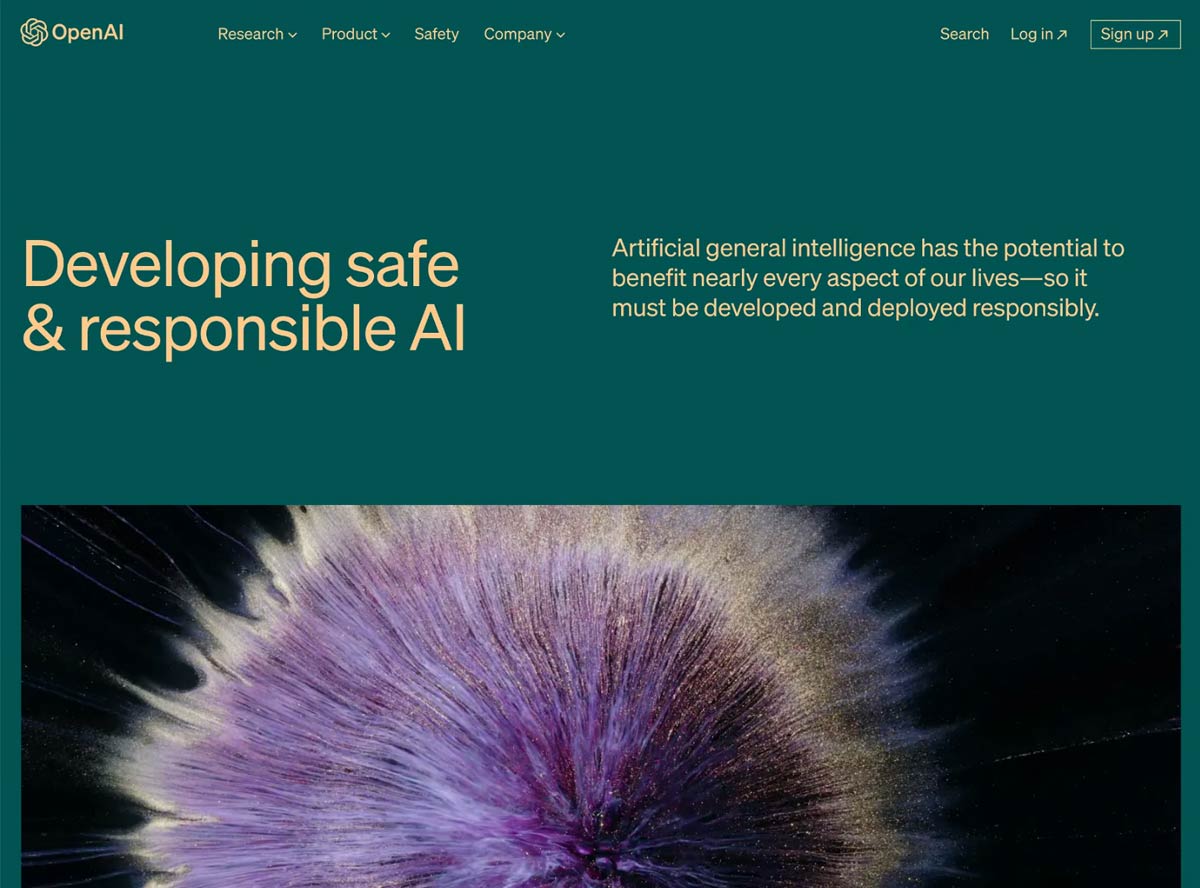 OpenAI
Research
Product
Safety
Company
Search
Log in ↗
Sign up ↗
Developing safe
& responsible AI
Artificial general intelligence has the potential to
benefit nearly every aspect of our lives—so it
must be developed and deployed responsibly.